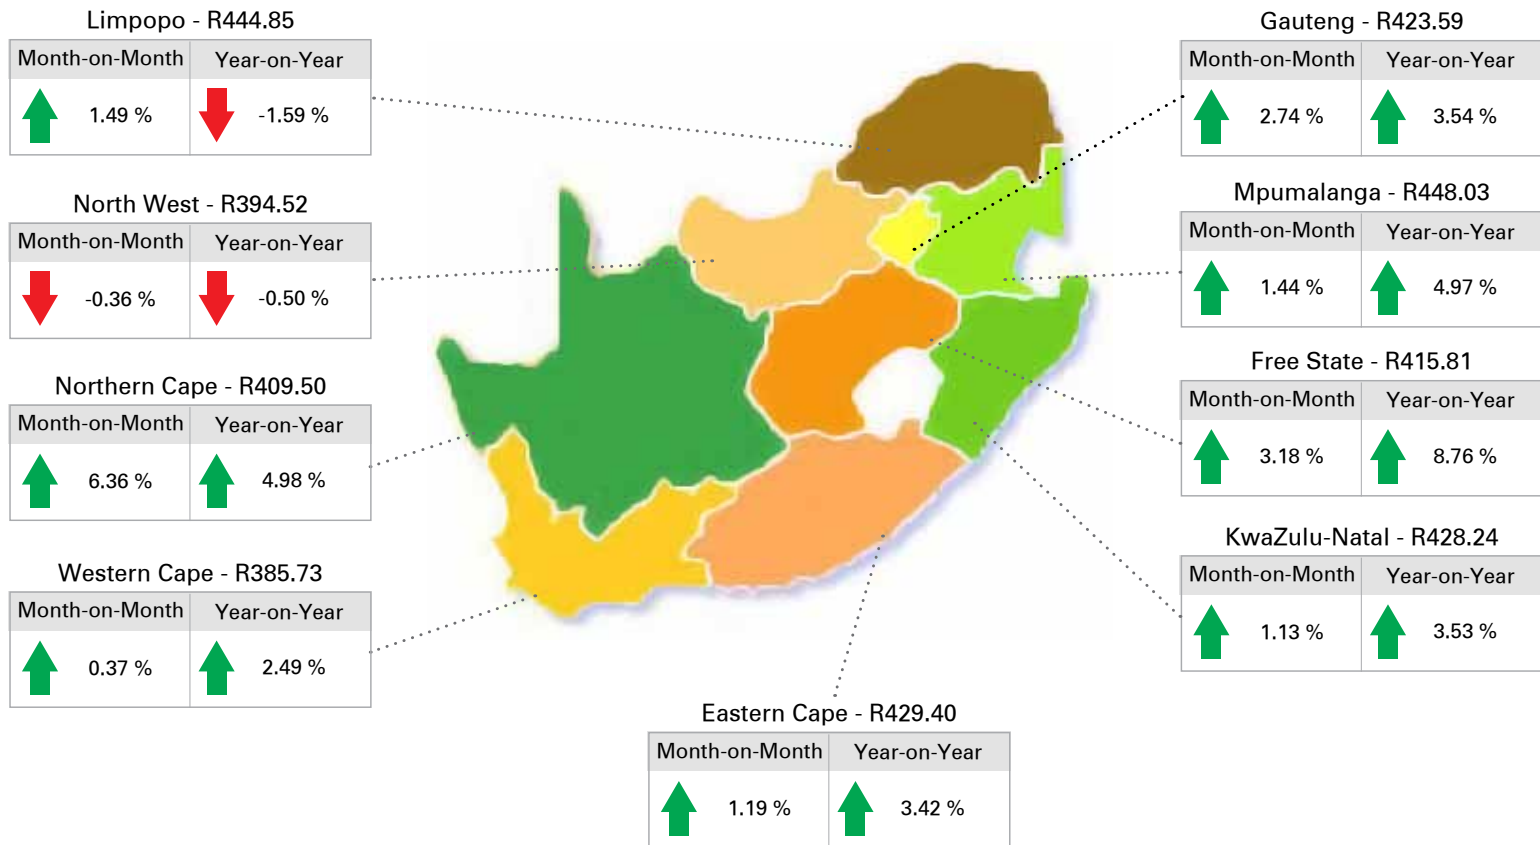 Limpopo - R444.85
Month-on-Month Year-on-Year
1.49 % -1.59 %
North West - R394.52
Month-on-Month Year-on-Year
-0.36 % -0.50 %
Northern Cape - R409.50
Month-on-Month Year-on-Year
6.36 % 4.98 %
Western Cape - R385.73
Month-on-Month Year-on-Year
0.37 % 2.49 %
Gauteng - R423.59
Month-on-Month Year-on-Year
2.74 % 3.54 %
Mpumalanga - R448.03
Month-on-Month Year-on-Year
1.44 % 4.97 %
Free State - R415.81
Month-on-Month Year-on-Year
3.18 % 8.76 %
KwaZulu-Natal - R428.24
Month-on-Month Year-on-Year
1.13 % 3.53 %
Eastern Cape - R429.40
Month-on-Month Year-on-Year
1.19 % 3.42 %